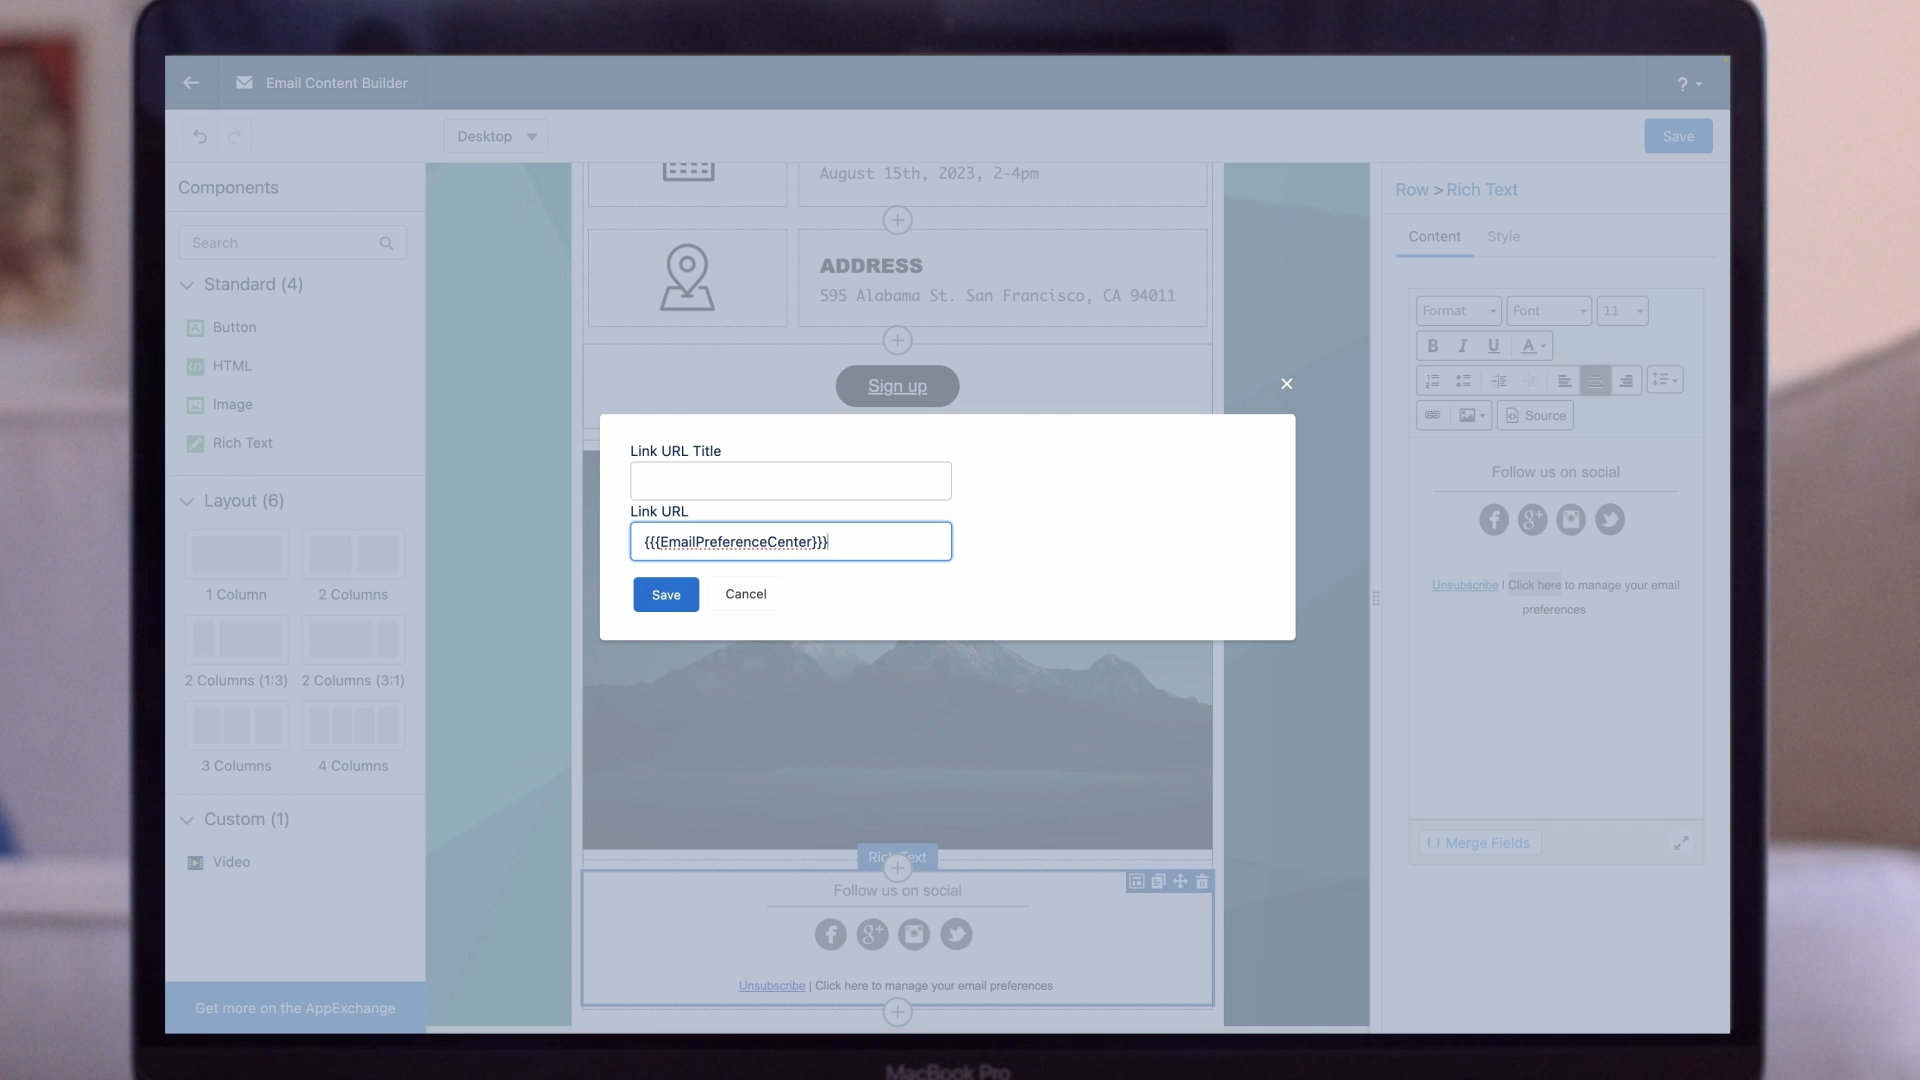 Email Content Builder
?
Desktop
Save
Components
Search
Standard (4)
Button
HTML
Image
Rich Text
Layout (6)
1 Column
2 Columns
2 Columns (1:3)
2 Columns (3:1)
3 Columns
4 Columns
Custom (1)
Video
Get more on the AppExchange
August 15th, 2023, 2-4pm
ADDRESS
595 Alabama St. San Francisco, CA 94011
Sign up
Link URL Title
Link URL
{{{EmailPreferenceCenter}}}
Save
Cancel
Rich Text
Follow us on social
Unsubscribe | Click here to manage your email preferences
Row > Rich Text
Content
Style
Format
Font
11
B I U A
Source
Follow us on social
Unsubscribe | Click here to manage your email
preferences
Merge Fields
MacBook Pro